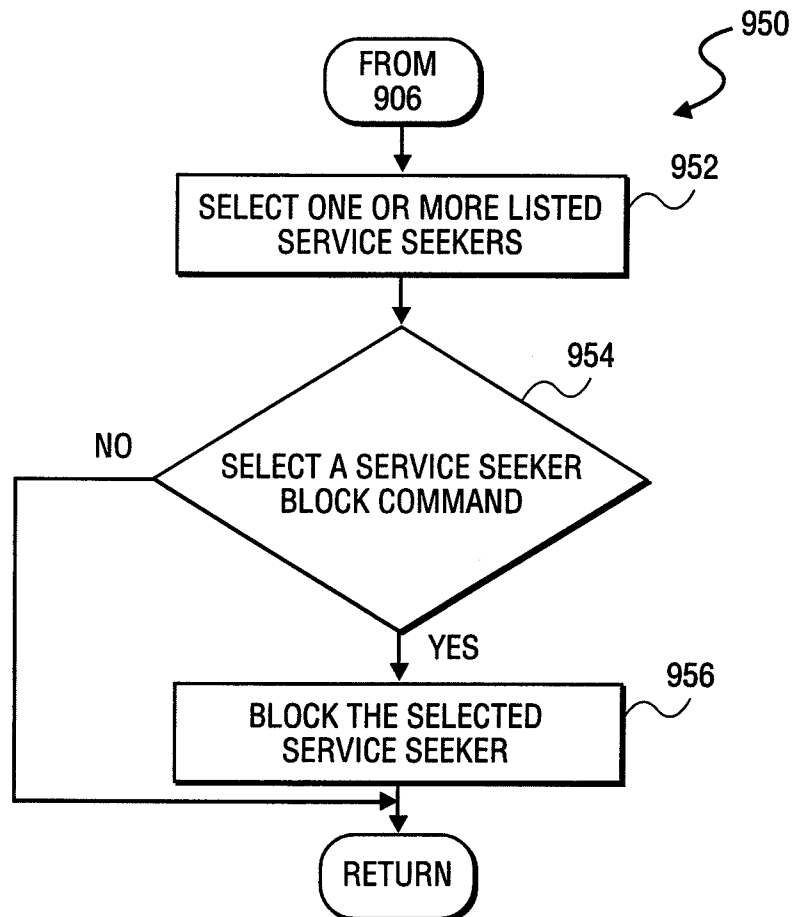 950
FROM
906
952
SELECT ONE OR MORE LISTED
SERVICE SEEKERS
954
NO
SELECT A SERVICE SEEKER
BLOCK COMMAND
YES
956
BLOCK THE SELECTED
SERVICE SEEKER
RETURN